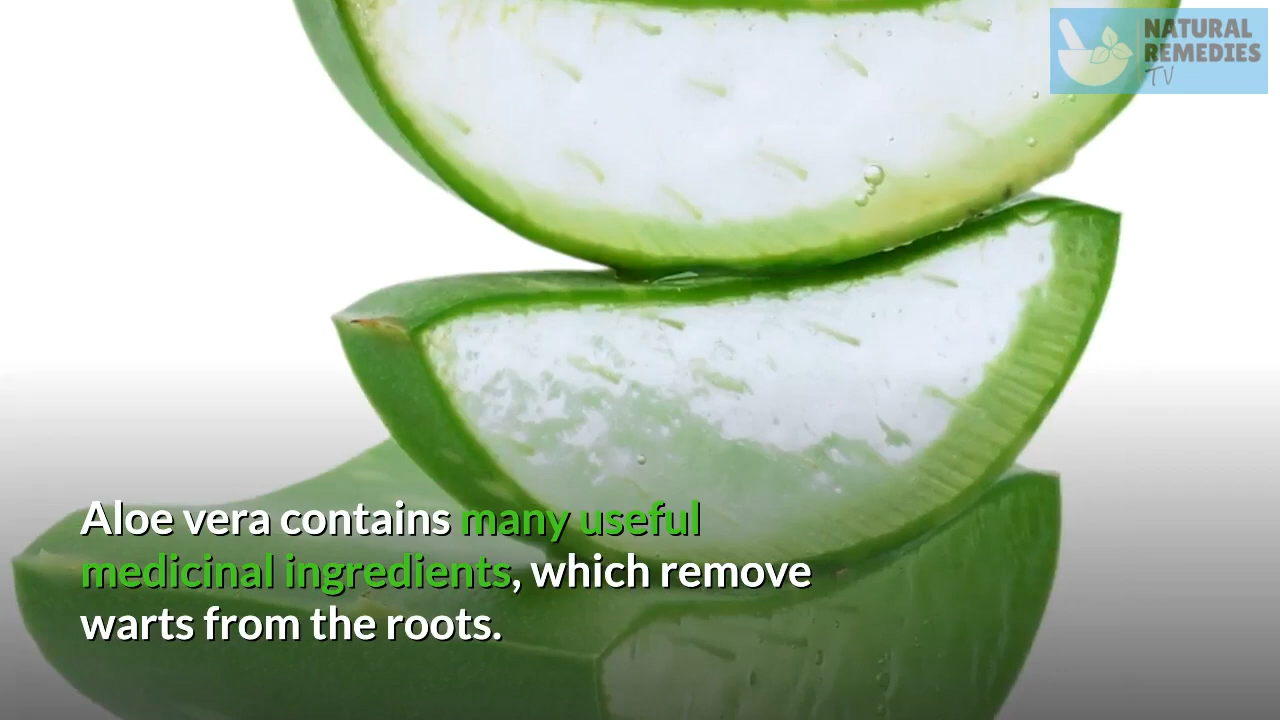 NATURAL
REMEDIES
TV
Aloe vera contains many useful
medicinal ingredients, which remove
warts from the roots.